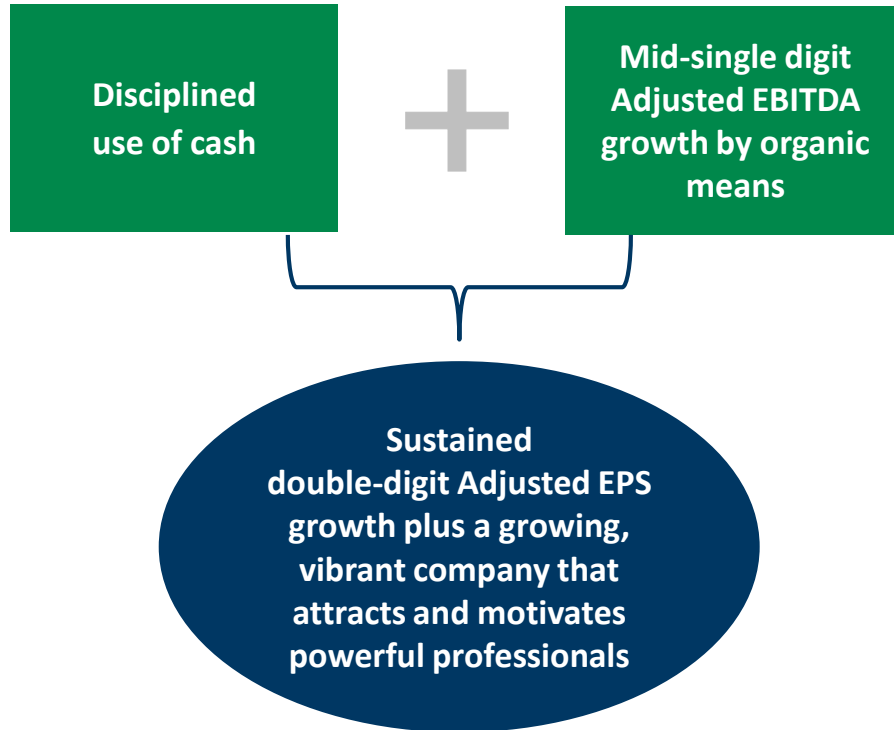 Disciplined
use of cash
Mid-single digit
Adjusted EBITDA
growth by organic
means
Sustained
double-digit Adjusted EPS
growth plus a growing,
vibrant company that
attracts and motivates
powerful professionals